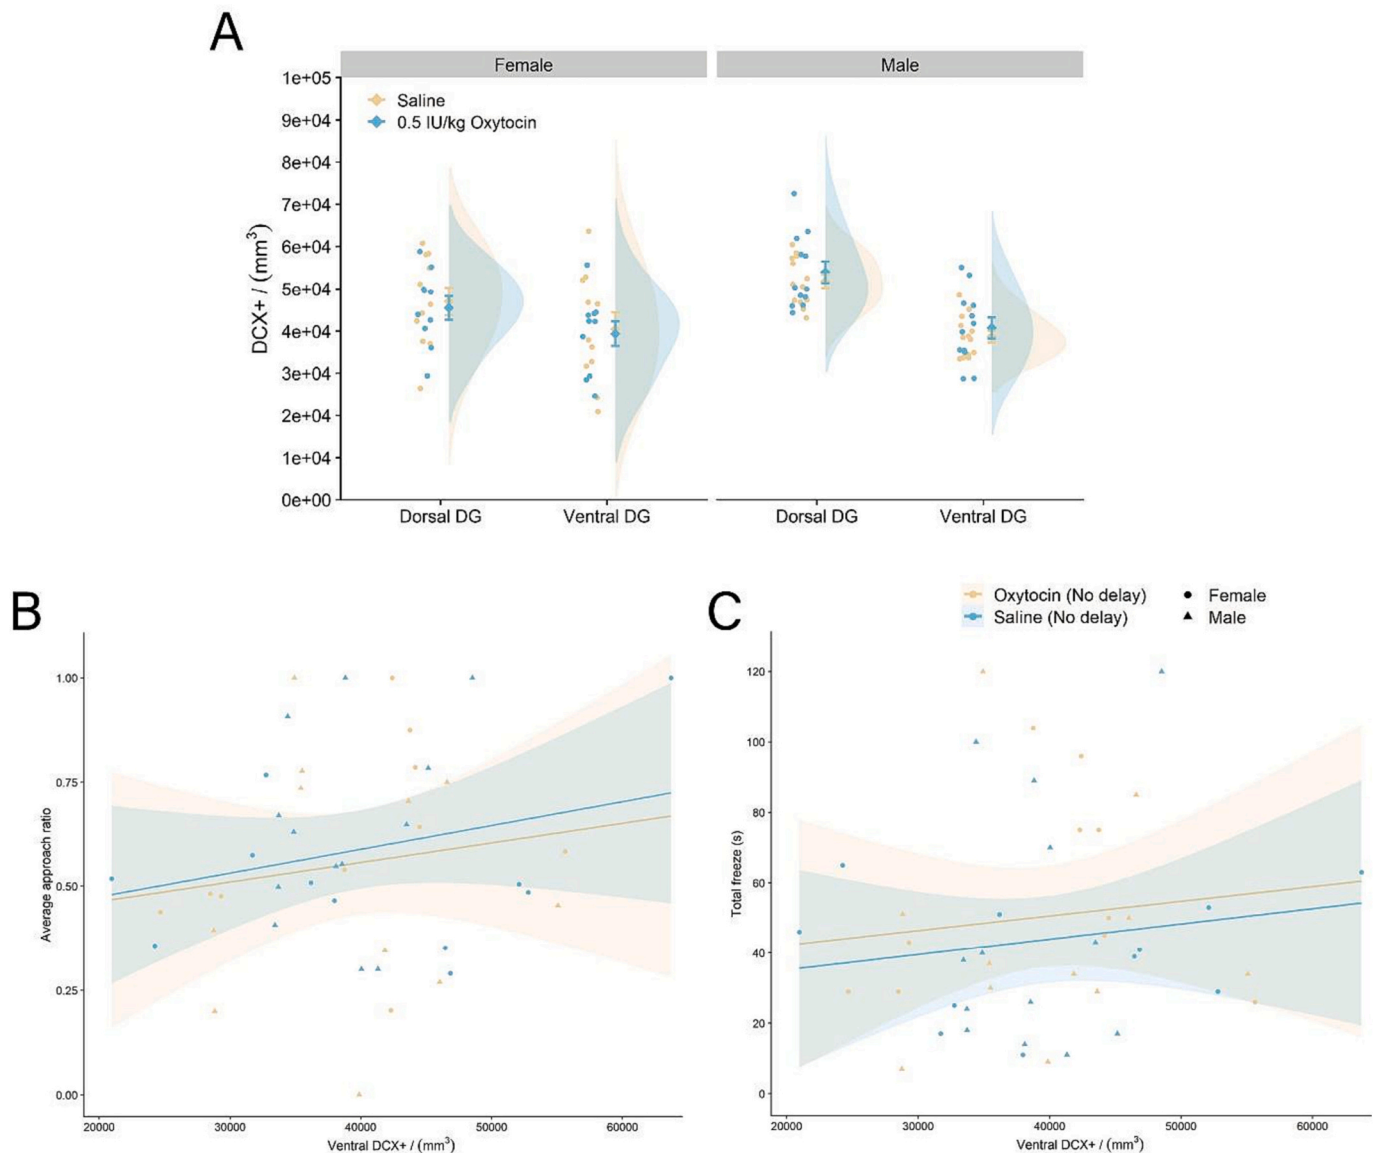 A
Female
Male
1e+05
9e+04
8e+04
7e+04
6e+04
5e+04
4e+04
3e+04
2e+04
1e+04
0e+00
DCX+ / (mm³)
Saline
0.5 IU/kg Oxytocin
Dorsal DG
Ventral DG
Dorsal DG
Ventral DG
B
1.00
0.75
0.50
0.25
0.00
Average approach ratio
20000
30000
40000
50000
60000
Ventral DCX+ / (mm³)
C
Oxytocin (No delay)
Saline (No delay)
Female
Male
120
100
80
60
40
20
0
Total freeze (s)
20000
30000
40000
50000
60000
Ventral DCX+ / (mm³)